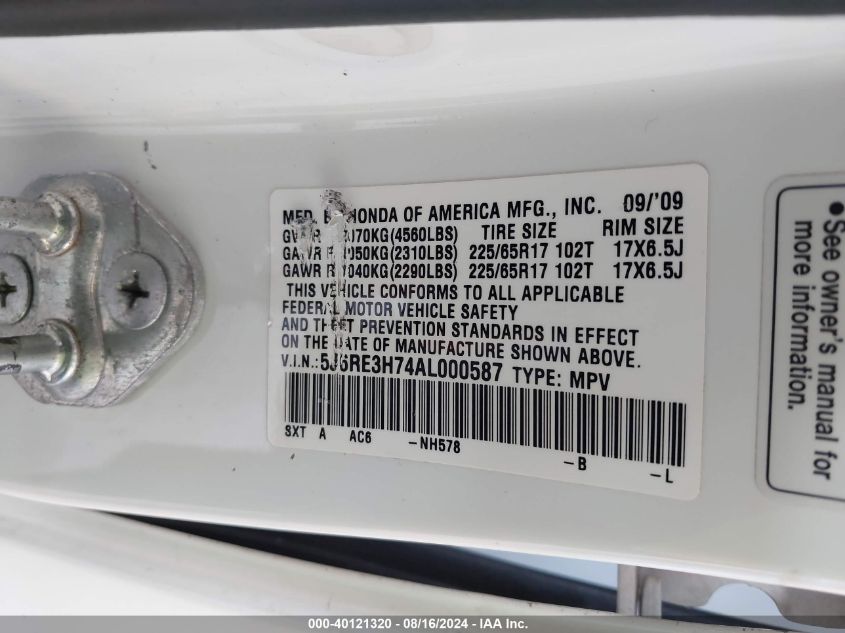 MFD. B HONDA OF AMERICA MFG., INC. 09/'09
GVWR 070KG(4560LBS) TIRE SIZE RIM SIZE
GAWR F 1050KG(2310LBS) 225/65R17 102T 17X6.5J
GAWR R 1040KG(2290LBS) 225/65R17 102T 17X6.5J
THIS VEHICLE CONFORMS TO ALL APPLICABLE
FEDERAL MOTOR VEHICLE SAFETY
AND THEFT PREVENTION STANDARDS IN EFFECT
ON THE DATE OF MANUFACTURE SHOWN ABOVE.
V.I.N.: 5J6RE3H74AL000587 TYPE: MPV
SXT A AC6 -NH578 -B -L
•See owner's manual for
more information.
000-40121320 - 08/16/2024 - IAA Inc.